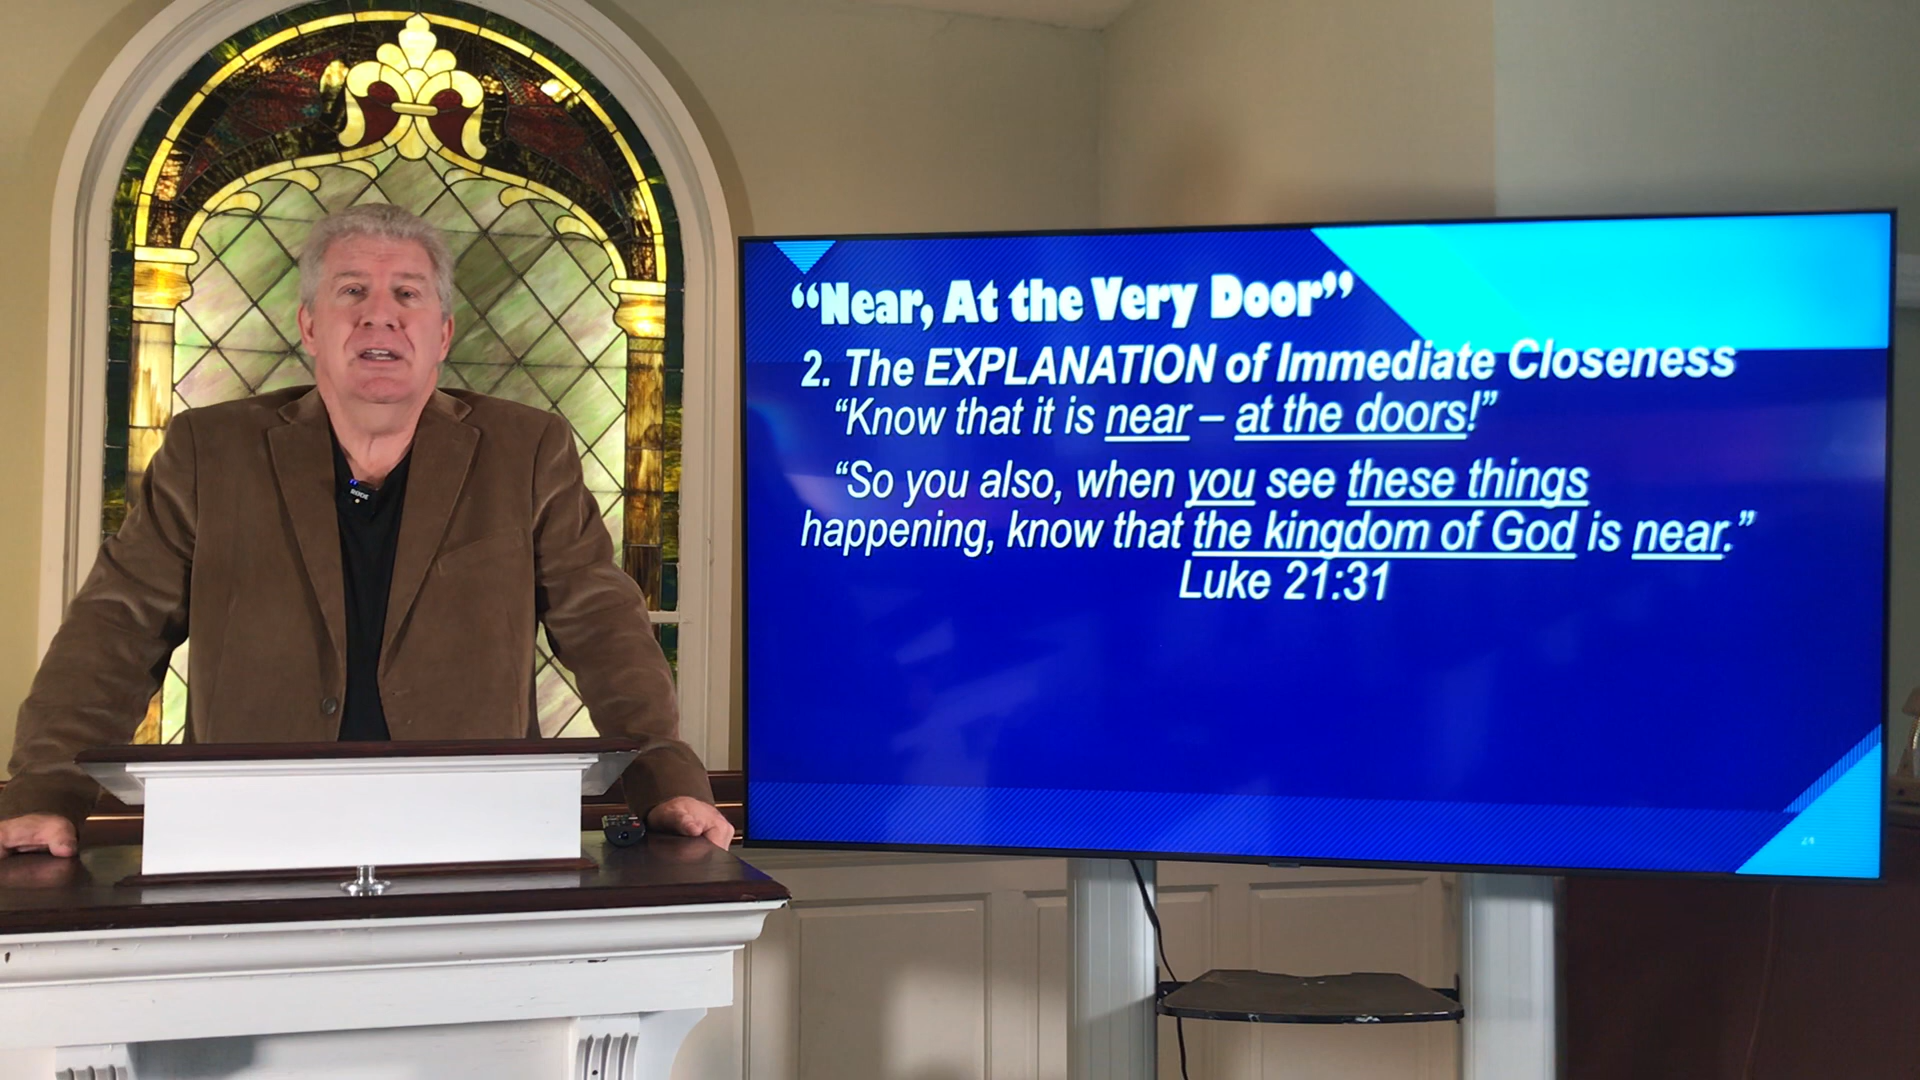 “Near, At the Very Door”
2. The EXPLANATION of Immediate Closeness
“Know that it is near – at the doors!”
“So you also, when you see these things
happening, know that the kingdom of God is near.”
Luke 21:31
24
RODE